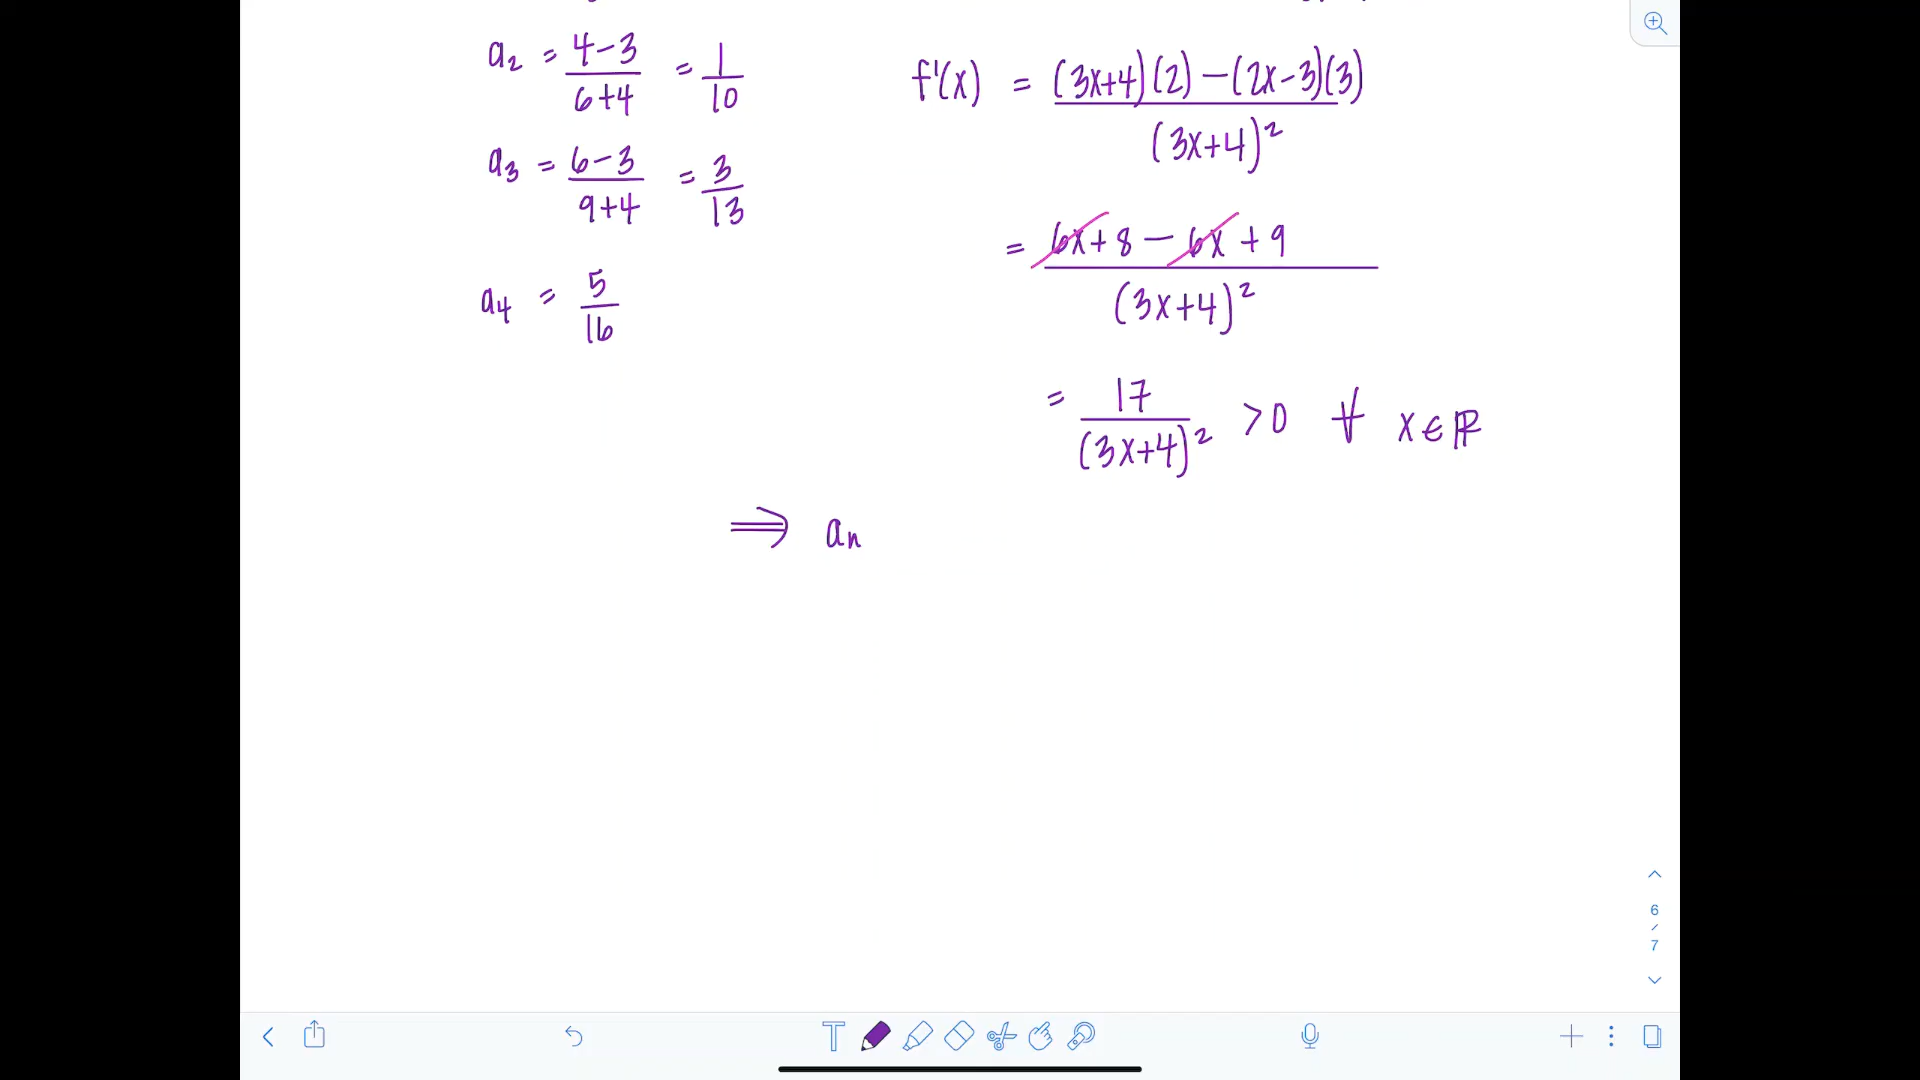 a₂ = (4−3)/(6+4) = 1/10
a₃ = (6−3)/(9+4) = 3/13
a₄ = 5/16
f'(x) = ((3x+4)(2) − (2x−3)(3))/(3x+4)²
= (6x+8 − 6x + 9)/(3x+4)²
= 17/(3x+4)² > 0 ∀ x ∈ ℝ
⟹ aₙ
6
/
7
T